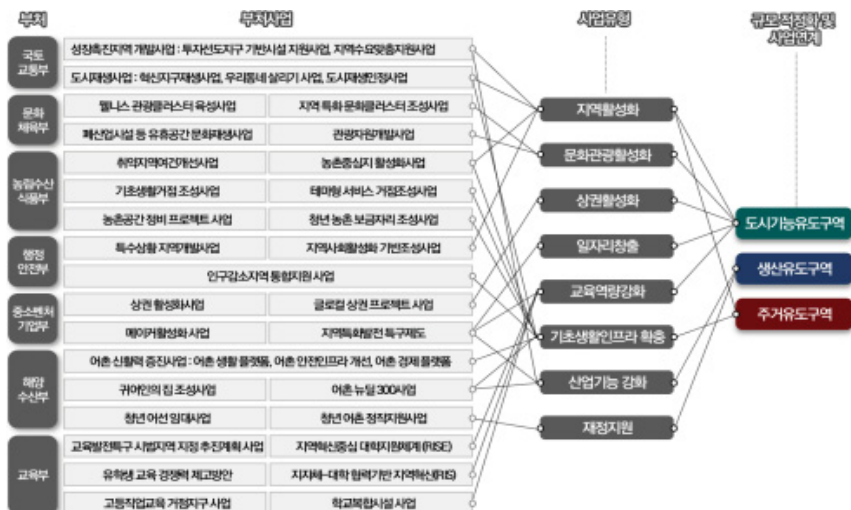 부처
부처사업
사업유형
규모 적정화 및
사업연계
국토
교통부
성장촉진지역 개발사업 : 투자선도지구 기반시설 지원사업, 지역수요맞춤지원사업
도시재생사업 : 혁신지구재생사업, 우리동네 살리기 사업, 도시재생인정사업
문화
체육부
웰니스 관광클러스터 육성사업
지역 특화 문화클러스터 조성사업
폐산업시설 등 유휴공간 문화재생사업
관광자원개발사업
농림수산
식품부
취약지역여건개선사업
농촌중심지 활성화사업
기초생활거점 조성사업
테마형 서비스 거점조성사업
농촌공간 정비 프로젝트 사업
청년 농촌 보금자리 조성사업
행정
안전부
특수상황 지역개발사업
지역사회활성화 기반조성사업
인구감소지역 통합지원 사업
중소벤처
기업부
상권 활성화사업
글로컬 상권 프로젝트 사업
메이커활성화 사업
지역특화발전 특구제도
해양
수산부
어촌 신활력 증진사업 : 어촌 생활 플랫폼, 어촌 안전인프라 개선, 어촌 경제 플랫폼
귀어인의 집 조성사업
어촌 뉴딜 300사업
청년 어선 임대사업
청년 어촌 정착지원사업
교육부
교육발전특구 시범지역 지정 추진계획 사업
지역혁신중심 대학지원체계 (RISE)
유학생 교육 경쟁력 제고방안
지자체-대학 협력기반 지역혁신(RIS)
고등직업교육 거점지구 사업
학교복합시설 사업
지역활성화
문화관광활성화
상권활성화
일자리창출
교육역량강화
기초생활인프라 확충
산업기능 강화
재정지원
도시기능유도구역
생산유도구역
주거유도구역